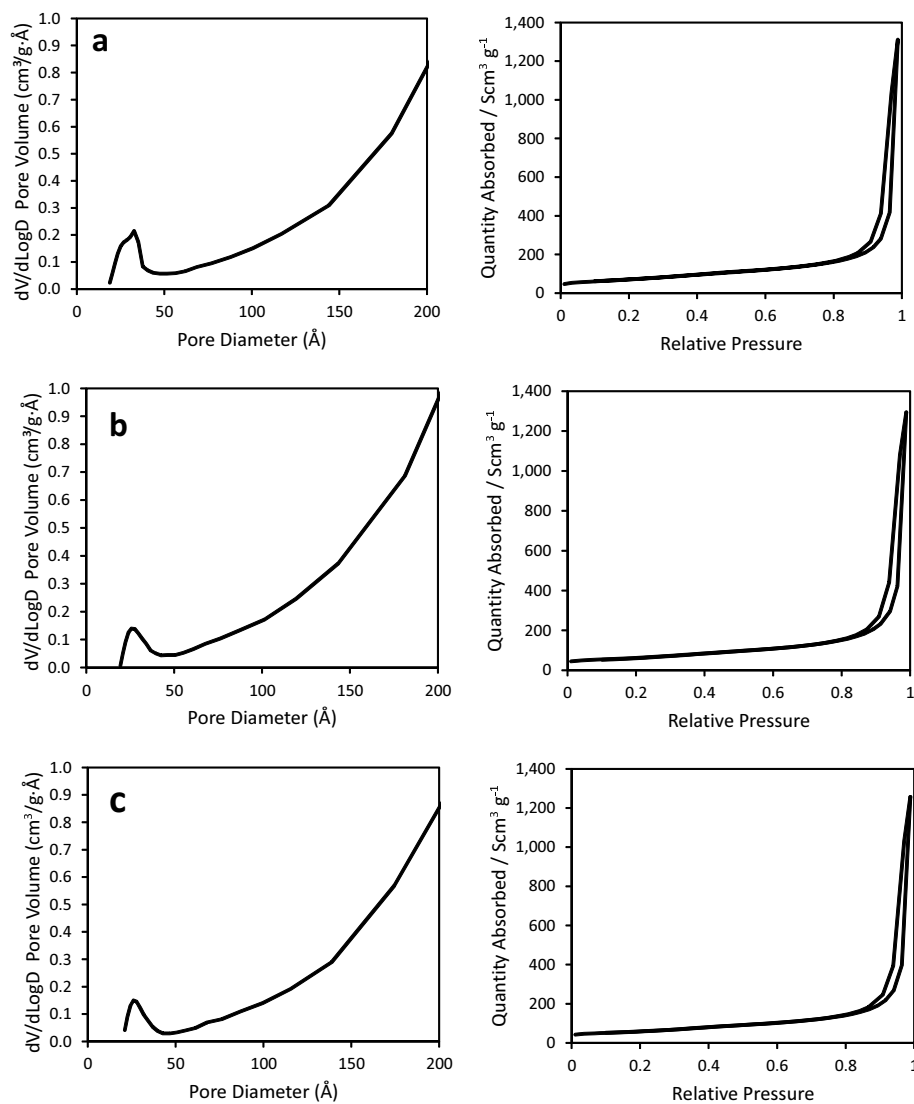 a
dV/dLogD  Pore Volume (cm³/g·Å)
1.0
0.9
0.8
0.7
0.6
0.5
0.4
0.3
0.2
0.1
0.0
0 50 100 150 200
Pore Diameter (Å)
Quantity Absorbed / Scm³ g⁻¹
1,400
1,200
1,000
800
600
400
200
0
0 0.2 0.4 0.6 0.8 1
Relative Pressure
b
dV/dLogD  Pore Volume (cm³/g·Å)
1.0
0.9
0.8
0.7
0.6
0.5
0.4
0.3
0.2
0.1
0.0
0 50 100 150 200
Pore Diameter (Å)
Quantity Absorbed / Scm³ g⁻¹
1,400
1,200
1,000
800
600
400
200
0
0 0.2 0.4 0.6 0.8 1
Relative Pressure
c
dV/dLogD  Pore Volume (cm³/g·Å)
1.0
0.9
0.8
0.7
0.6
0.5
0.4
0.3
0.2
0.1
0.0
0 50 100 150 200
Pore Diameter (Å)
Quantity Absorbed / Scm³ g⁻¹
1,400
1,200
1,000
800
600
400
200
0
0 0.2 0.4 0.6 0.8 1
Relative Pressure